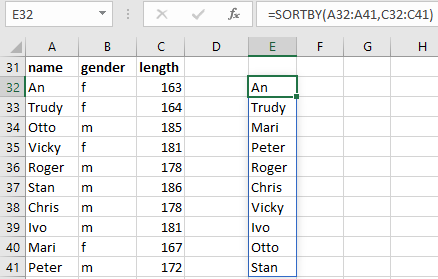 E32 fx =SORTBY(A32:A41,C32:C41)
A B C D E F G H
31 name gender length
32 An f 163 An
33 Trudy f 164 Trudy
34 Otto m 185 Mari
35 Vicky f 181 Peter
36 Roger m 178 Roger
37 Stan m 186 Chris
38 Chris m 178 Vicky
39 Ivo m 181 Ivo
40 Mari f 167 Otto
41 Peter m 172 Stan